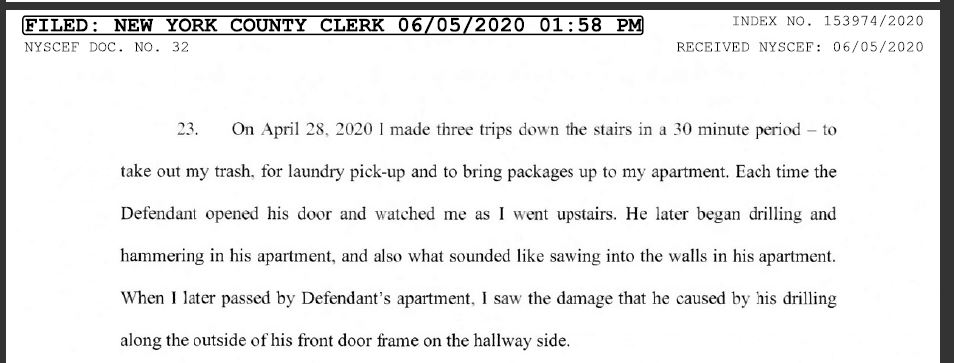 FILED: NEW YORK COUNTY CLERK 06/05/2020 01:58 PM
INDEX NO. 153974/2020
NYSCEF DOC. NO. 32
RECEIVED NYSCEF: 06/05/2020
23. On April 28, 2020 I made three trips down the stairs in a 30 minute period – to
take out my trash, for laundry pick-up and to bring packages up to my apartment. Each time the
Defendant opened his door and watched me as I went upstairs. He later began drilling and
hammering in his apartment, and also what sounded like sawing into the walls in his apartment.
When I later passed by Defendant's apartment, I saw the damage that he caused by his drilling
along the outside of his front door frame on the hallway side.